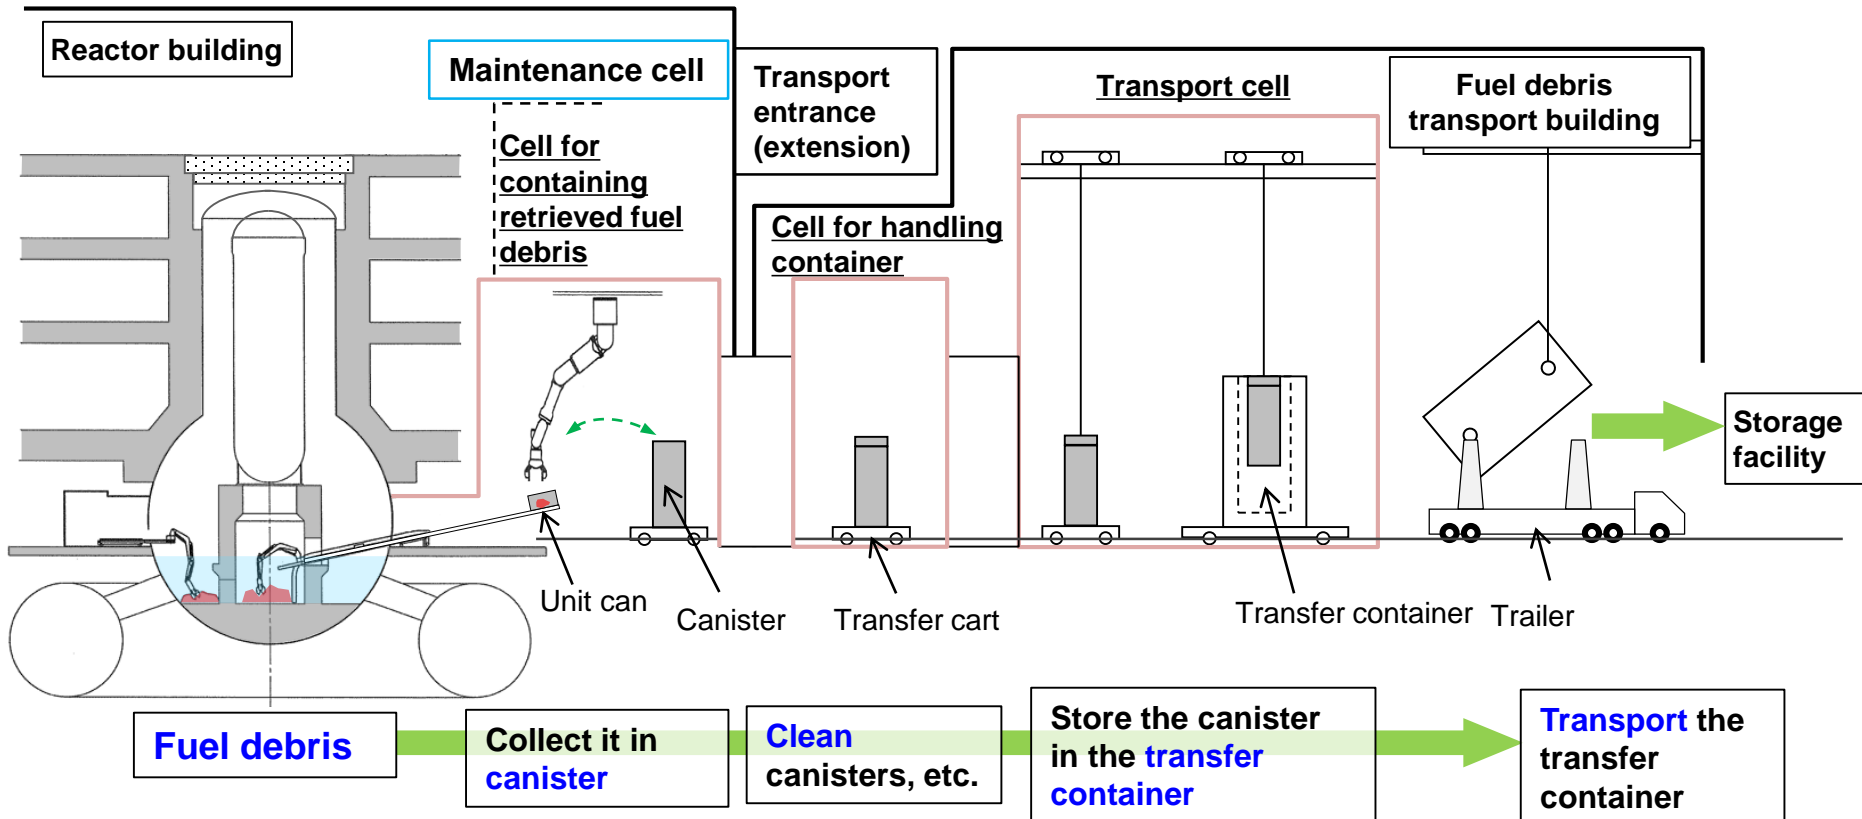 Reactor building
Maintenance cell
Cell for
containing
retrieved fuel
debris
Transport
entrance
(extension)
Cell for handling
container
Transport cell
Fuel debris
transport building
Storage
facility
Unit can
Canister
Transfer cart
Transfer container
Trailer
Fuel debris
Collect it in
canister
Clean
canisters, etc.
Store the canister
in the transfer
container
Transport the
transfer
container